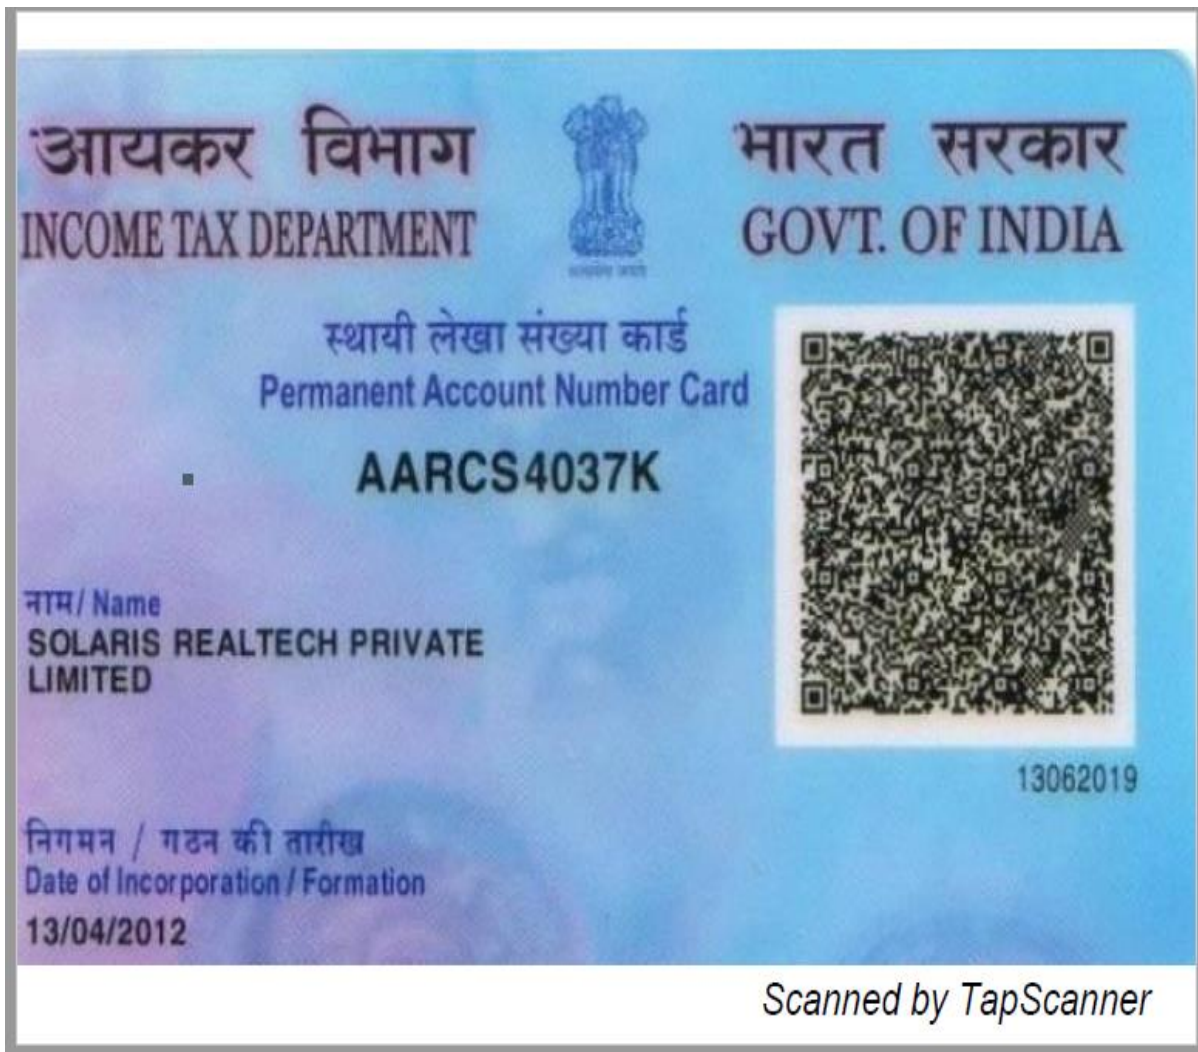 आयकर विभाग
INCOME TAX DEPARTMENT
भारत सरकार
GOVT. OF INDIA
स्थायी लेखा संख्या कार्ड
Permanent Account Number Card
AARCS4037K
नाम/ Name
SOLARIS REALTECH PRIVATE
LIMITED
13062019
निगमन / गठन की तारीख
Date of Incorporation / Formation
13/04/2012
Scanned by TapScanner